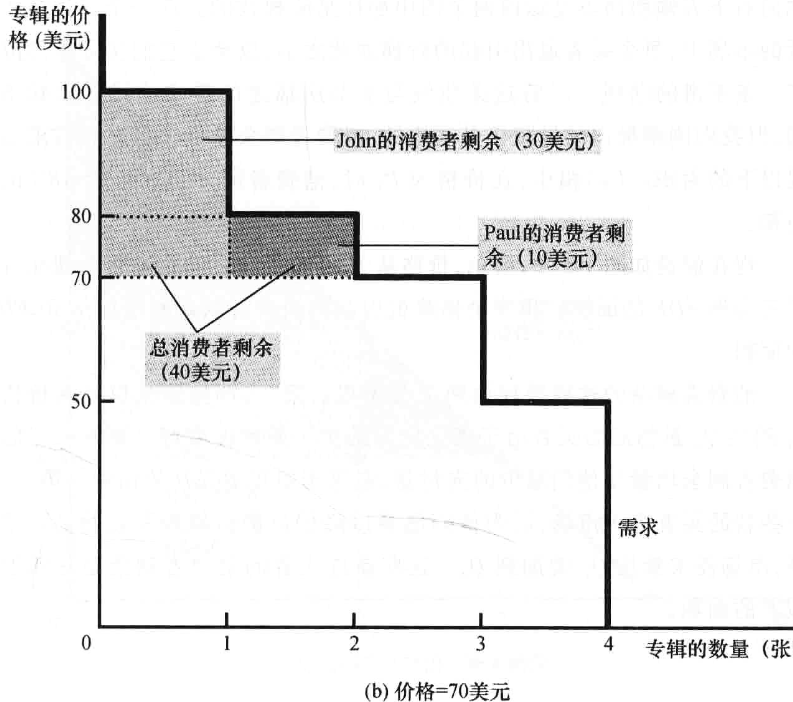 专辑的价
格 (美元)
100
John的消费者剩余（30美元）
80
Paul的消费者剩
余（10美元）
70
总消费者剩余
（40美元）
50
需求
0
1
2
3
4
专辑的数量（张
(b) 价格=70美元